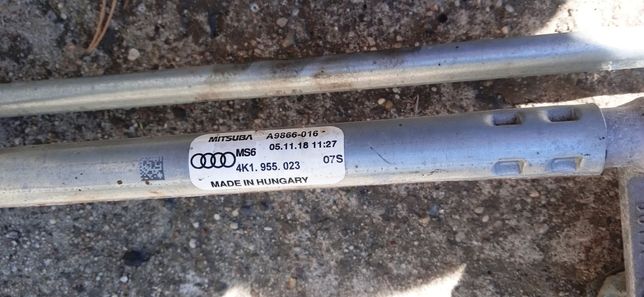 MITSUBA A9866-016 -
MS6 05.11.18 11:27
4K1. 955. 023 07S
MADE IN HUNGARY